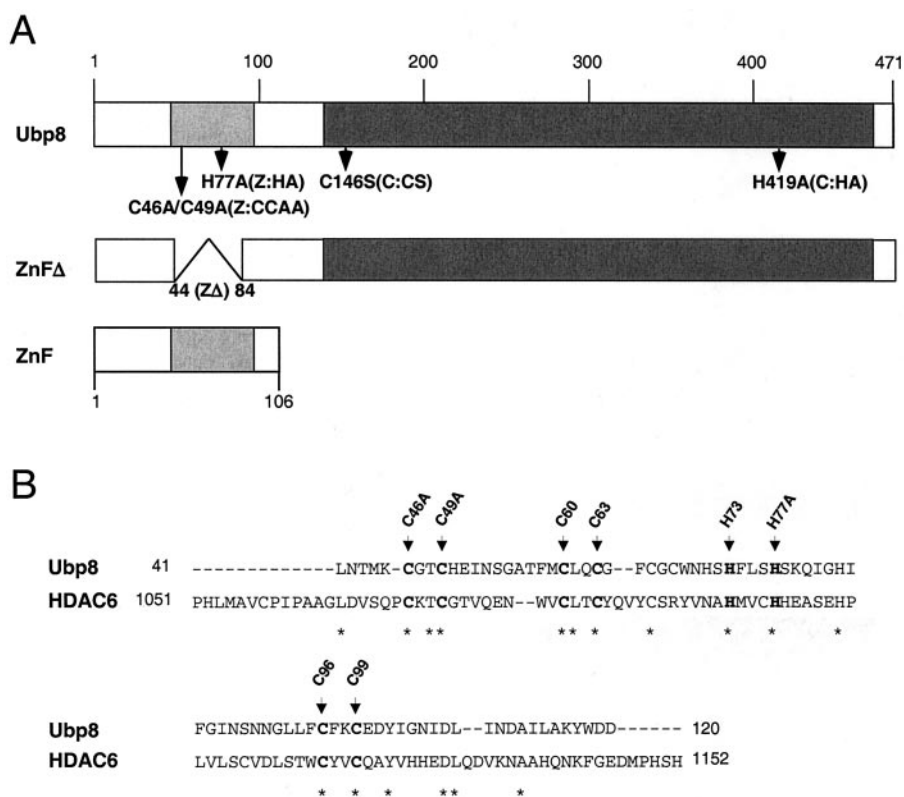 A
1 100 200 300 400 471
Ubp8
H77A(Z:HA) C146S(C:CS) H419A(C:HA)
C46A/C49A(Z:CCAA)
ZnFΔ
44 (ZΔ) 84
ZnF
1 106
B
C46A C49A C60 C63 H73 H77A
Ubp8 41 --------------LNTMK-CGTCHEINSGATFMCLQCG--FCGCWNHSHFLSHSKQIGHI
HDAC6 1051 PHLMAVCPIPAAGLDVSQPCKTCGTVQEN--WVCLTCYQVYCSRYVNAHMVCHHEASEHP
* * ** ** * * * * *
C96 C99
Ubp8 FGINSNNGLLFCFKCEDYIGNIDL--INDAILAKYWDD------ 120
HDAC6 LVLSCVDLSTWCYVCQAYVHHEDLQDVKNAAHQNKFGEDMPHSH 1152
* * * ** *